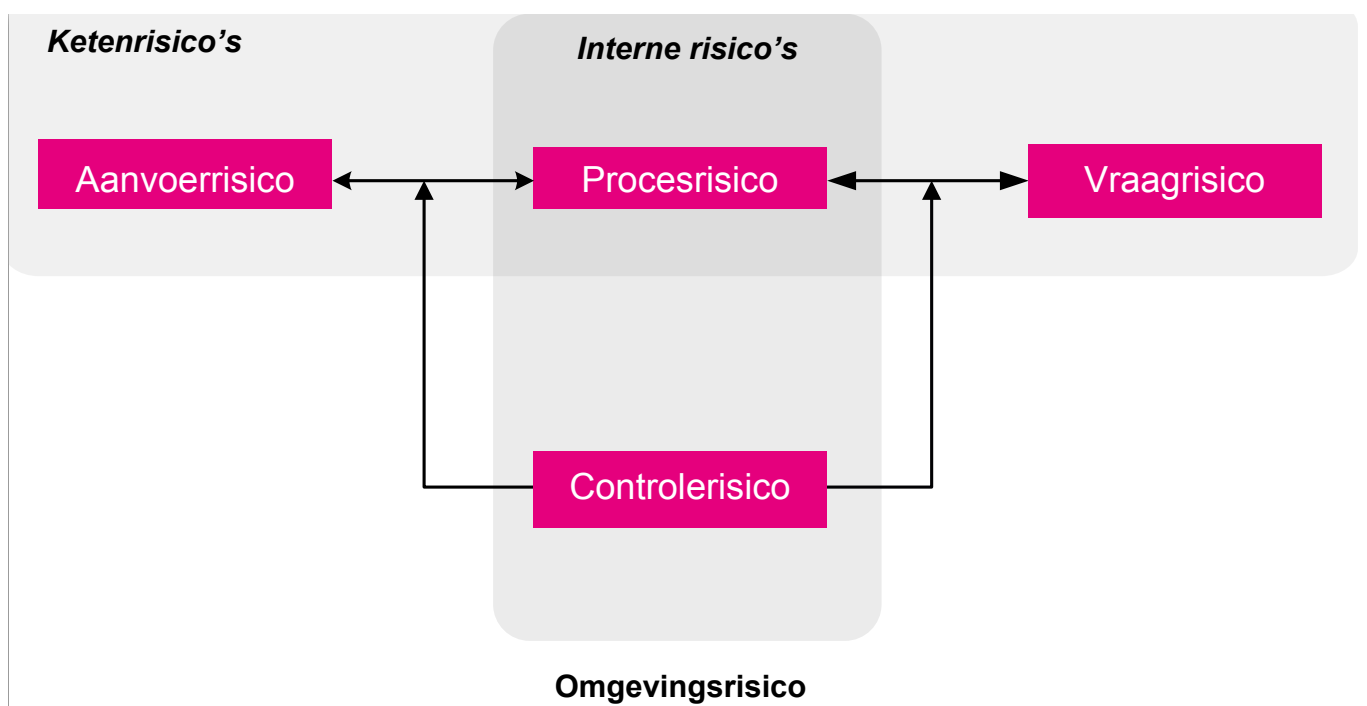 Ketenrisico’s
Interne risico’s
Aanvoerrisico
Procesrisico
Vraagrisico
Controlerisico
Omgevingsrisico